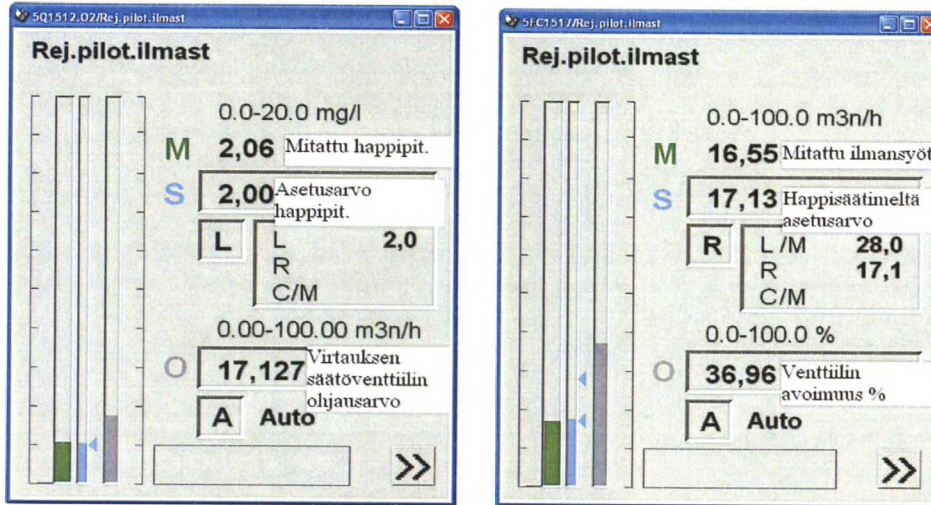 5Q1512.O2/Rej.pilot.ilmast
Rej.pilot.ilmast
0.0-20.0 mg/l
M 2,06 Mitattu happipit.
S 2,00 Asetusarvo
happipit.
L L 2,0
R
C/M
0.00-100.00 m3n/h
O 17,127 Virtauksen
säätöventtiilin
ohjausarvo
A Auto
>>
5FC1517/Rej.pilot.ilmast
Rej.pilot.ilmast
0.0-100.0 m3n/h
M 16,55 Mitattu ilmansyöt
S 17,13 Happisäätimeltä
asetusarvo
R L /M 28,0
R 17,1
C/M
0.0-100.0 %
O 36,96 Venttiilin
avoimuus %
A Auto
>>